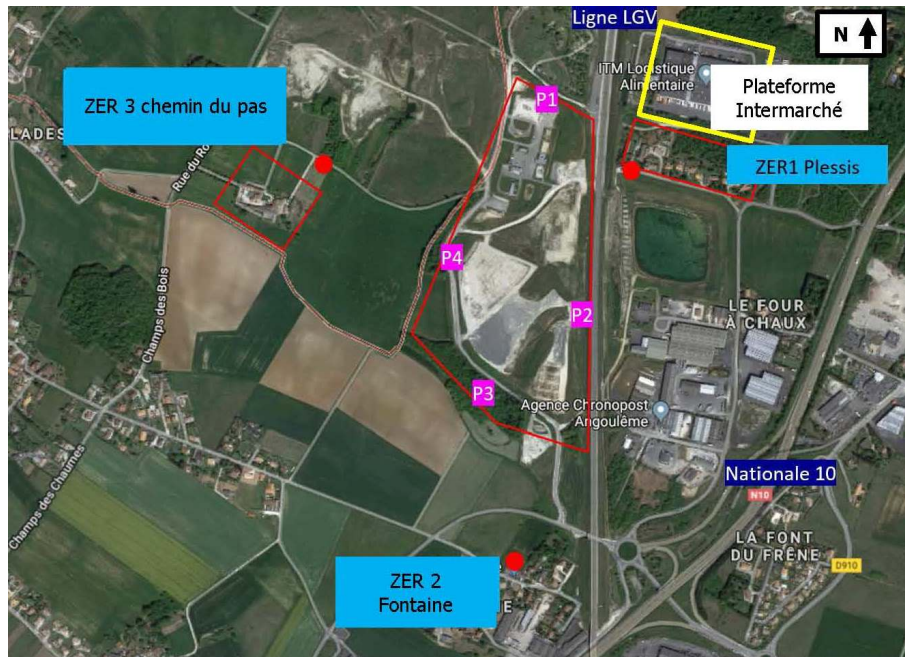 Ligne LGV
N
ITM Logistique
Alimentaire
Plateforme
Intermarché
ZER 3 chemin du pas
P1
LADES
Rue du Ro
ZER1 Plessis
P4
Champs des Bois
P2
LE FOUR
À CHAUX
P3
Agence Chronopost
Angoulême
Nationale 10
N10
Champs des Chaumes
LA FONT
DU FRÊNE
D910
ZER 2
Fontaine
NE